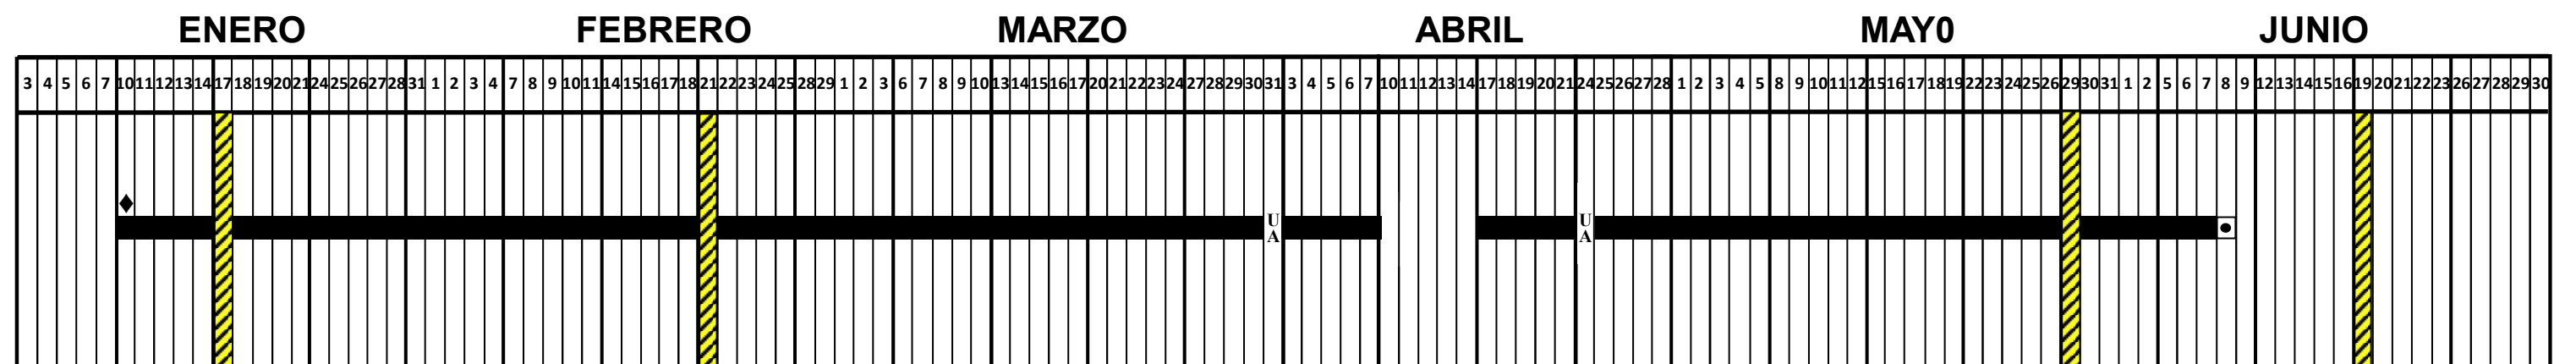 ENERO FEBRERO MARZO ABRIL MAY0 JUNIO
3 4 5 6 7 10 11 12 13 14 17 18 19 20 21 24 25 26 27 28 31 1 2 3 4 7 8 9 10 11 14 15 16 17 18 21 22 23 24 25 28 29 1 2 3 6 7 8 9 10 13 14 15 16 17 20 21 22 23 24 27 28 29 30 31 3 4 5 6 7 10 11 12 13 14 17 18 19 20 21 24 25 26 27 28 1 2 3 4 5 8 9 10 11 12 15 16 17 18 19 22 23 24 25 26 29 30 31 1 2 5 6 7 8 9 12 13 14 15 16 19 20 21 22 23 26 27 28 29 30
U U
A A